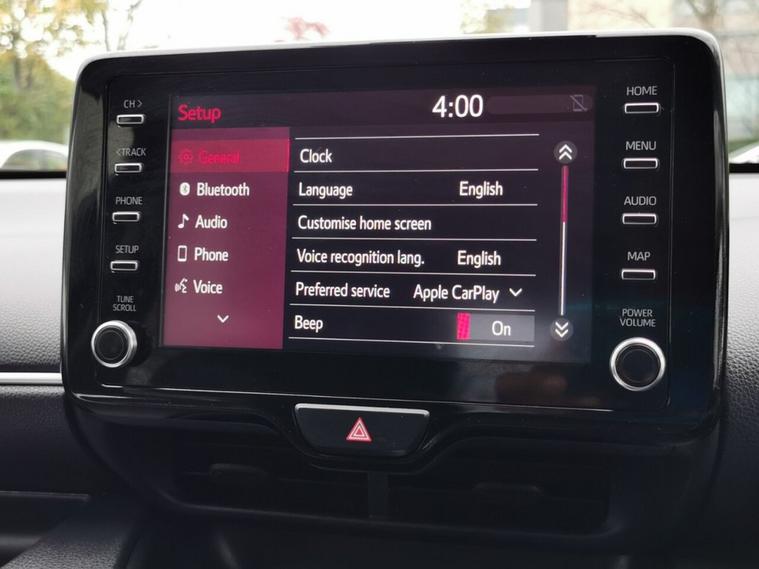 CH >
< TRACK
PHONE
SETUP
TUNE
SCROLL
Setup
4:00
General
Bluetooth
Audio
Phone
Voice
Clock
Language English
Customise home screen
Voice recognition lang. English
Preferred service Apple CarPlay
Beep On
HOME
MENU
AUDIO
MAP
POWER
VOLUME